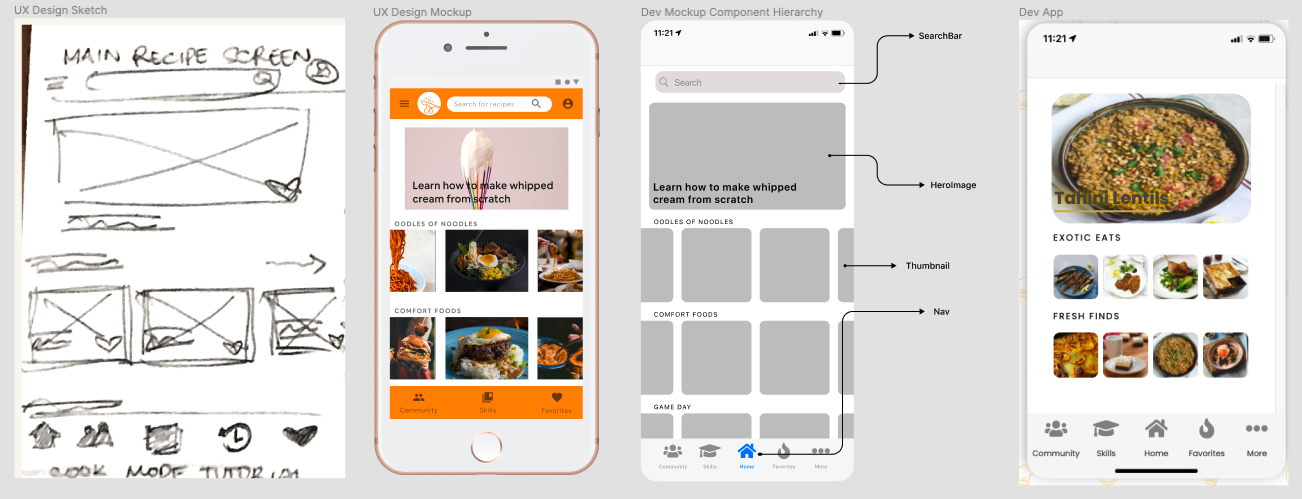 UX Design Sketch
MAIN RECIPE SCREEN
COOK MODE TUTORIAL
UX Design Mockup
Search for recipes
Learn how to make whipped
cream from scratch
OODLES OF NOODLES
COMFORT FOODS
Community Skills Favorites
Dev Mockup Component Hierarchy
11:21
Search
Learn how to make whipped
cream from scratch
OODLES OF NOODLES
COMFORT FOODS
GAME DAY
Community Skills Home Favorites More
SearchBar
HeroImage
Thumbnail
Nav
Dev App
11:21
Tahini Lentils
EXOTIC EATS
FRESH FINDS
Community Skills Home Favorites More